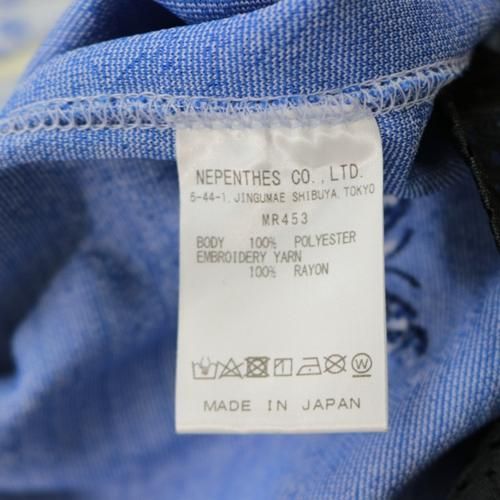 NEPENTHES CO., LTD.
5-44-1, JINGUMAE SHIBUYA, TOKYO
MR453
BODY 100% POLYESTER
EMBROIDERY YARN
100% RAYON
W
MADE IN JAPAN